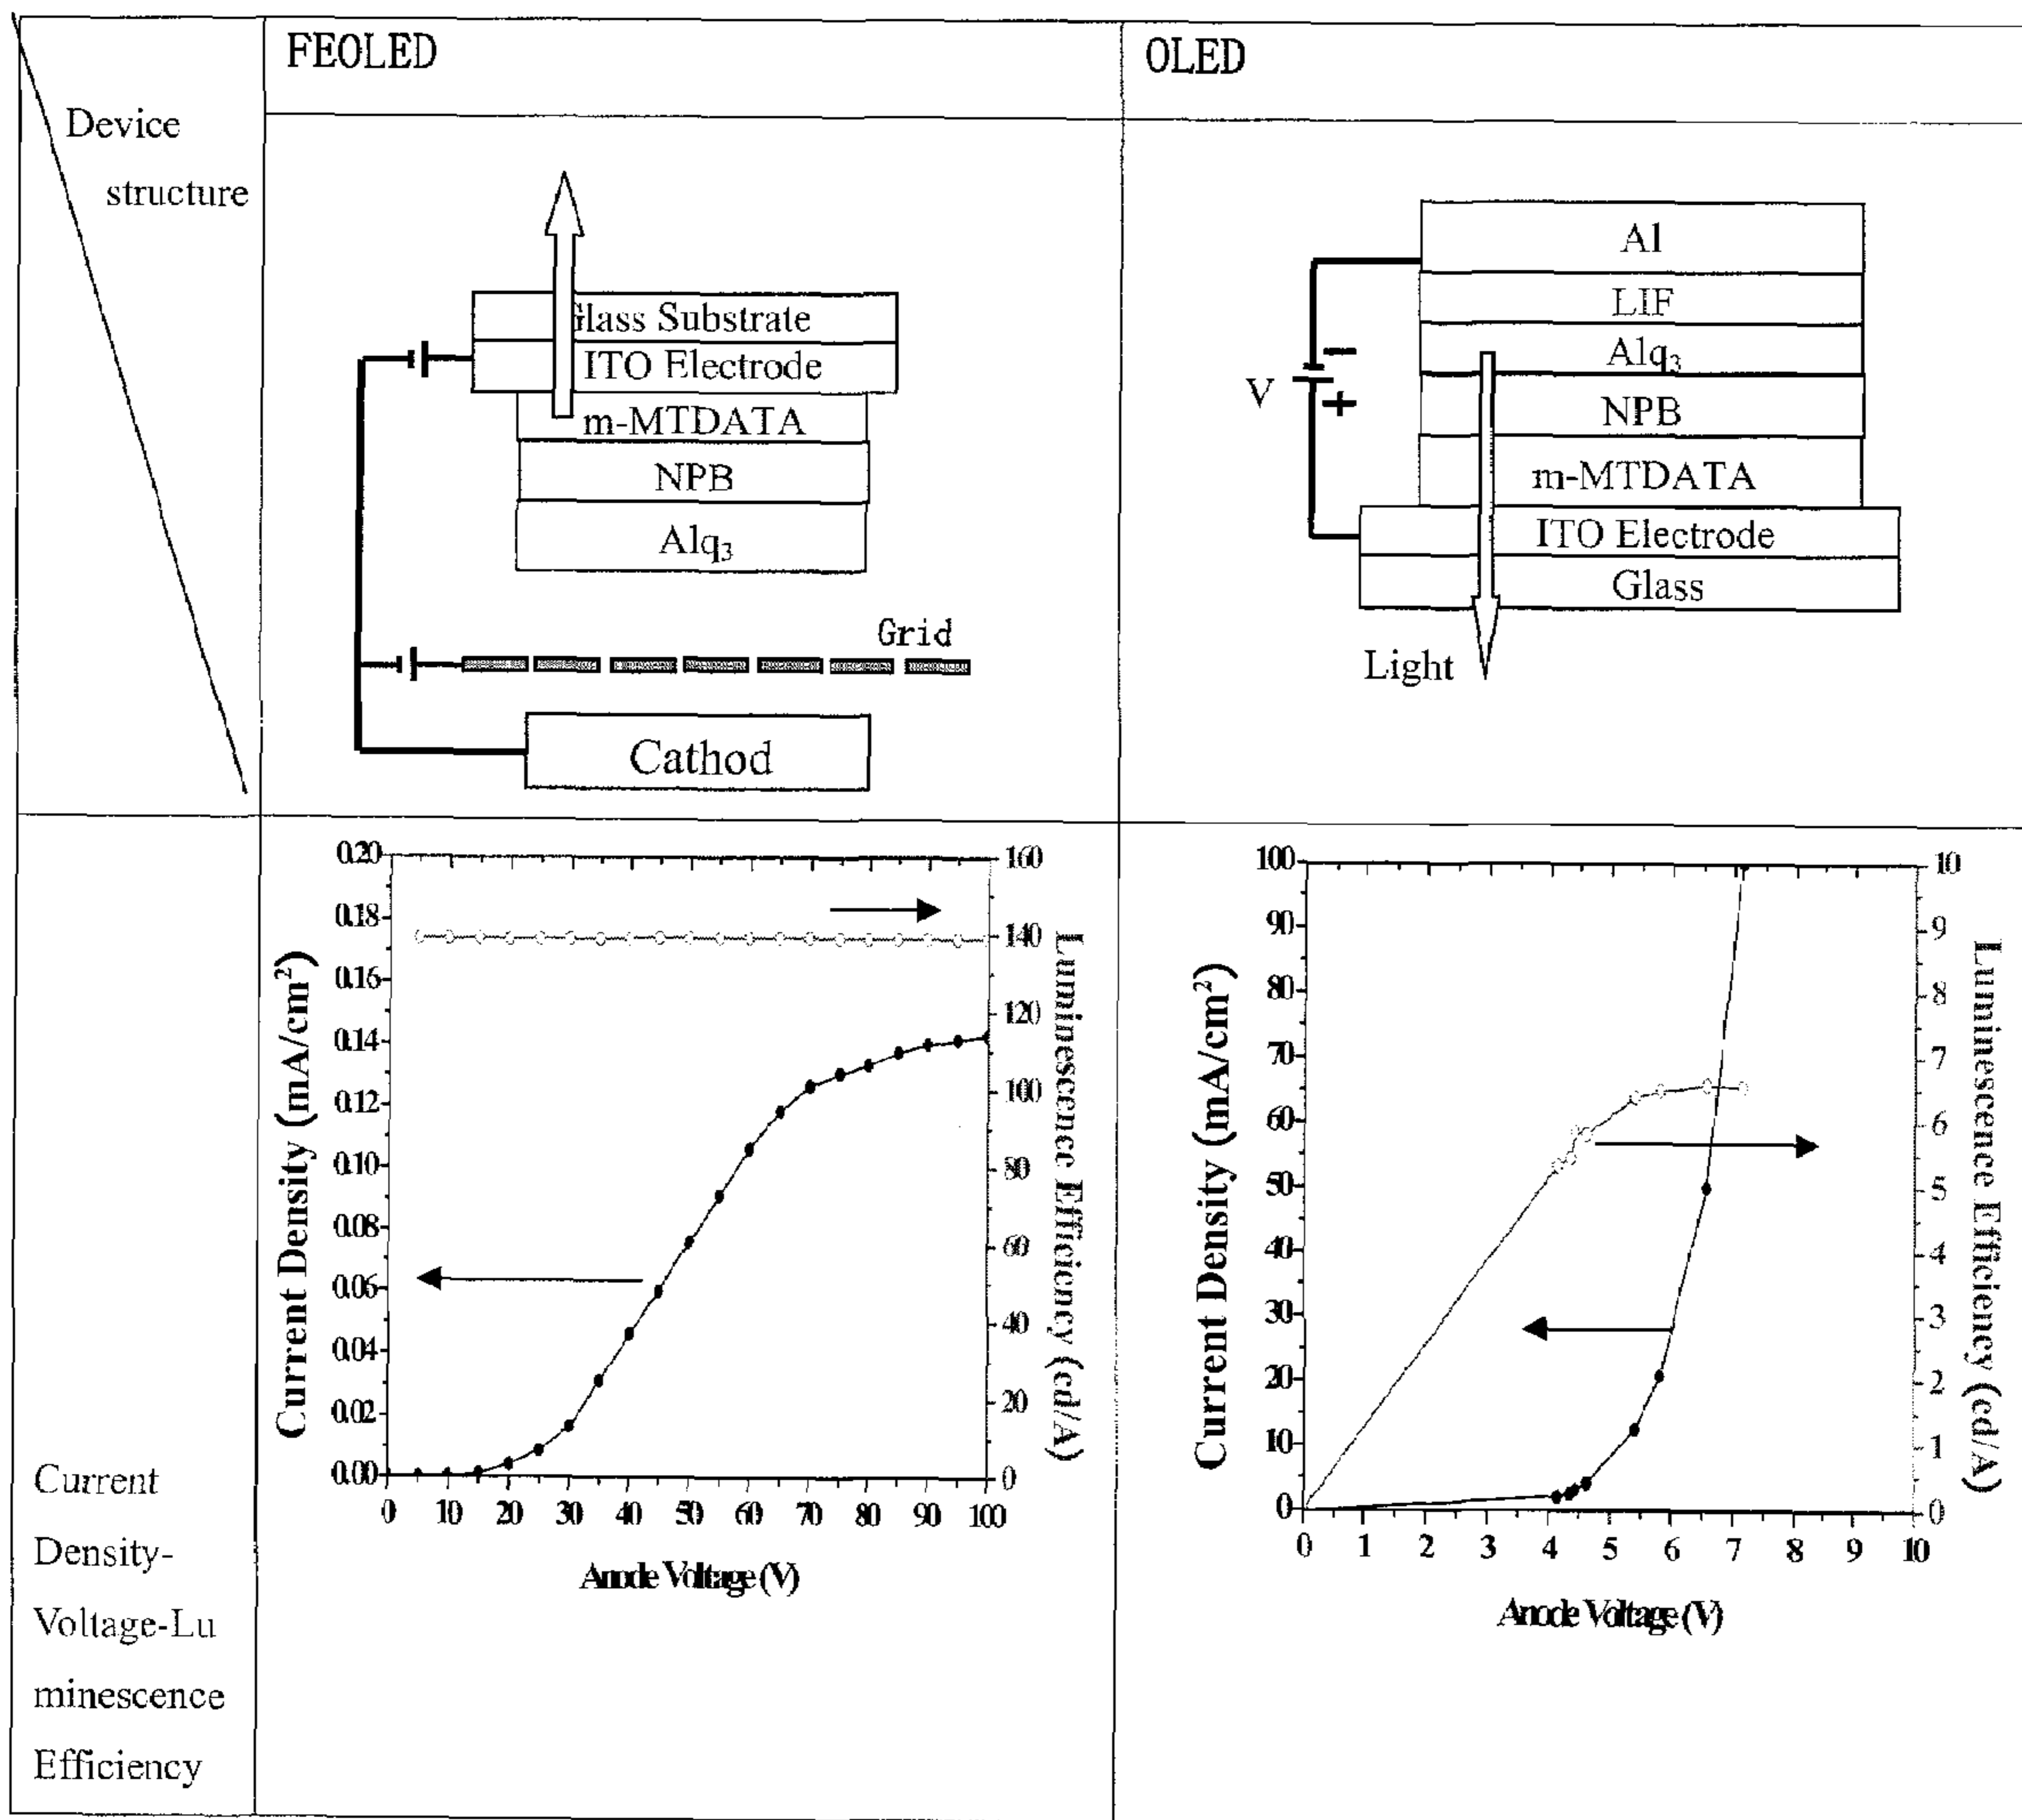 FEOLED
OLED
Device
structure
Glass Substrate
ITO Electrode
m-MTDATA
NPB
Alq3
Grid
Cathod
Al
LIF
Alq3
NPB
m-MTDATA
ITO Electrode
Glass
V
−
+
Light
Current
Density-
Voltage-Lu
minescence
Efficiency
Current Density (mA/cm²)
0.20
0.18
0.16
0.14
0.12
0.10
0.08
0.06
0.04
0.02
0.00
0 10 20 30 40 50 60 70 80 90 100
Anode Voltage (V)
160
140
120
100
80
60
40
20
0
Luminescence Efficiency (cd/A)
Current Density (mA/cm²)
100
90
80
70
60
50
40
30
20
10
0
0 1 2 3 4 5 6 7 8 9 10
Anode Voltage (V)
10
9
8
7
6
5
4
3
2
1
0
Luminescence Efficiency (cd/A)